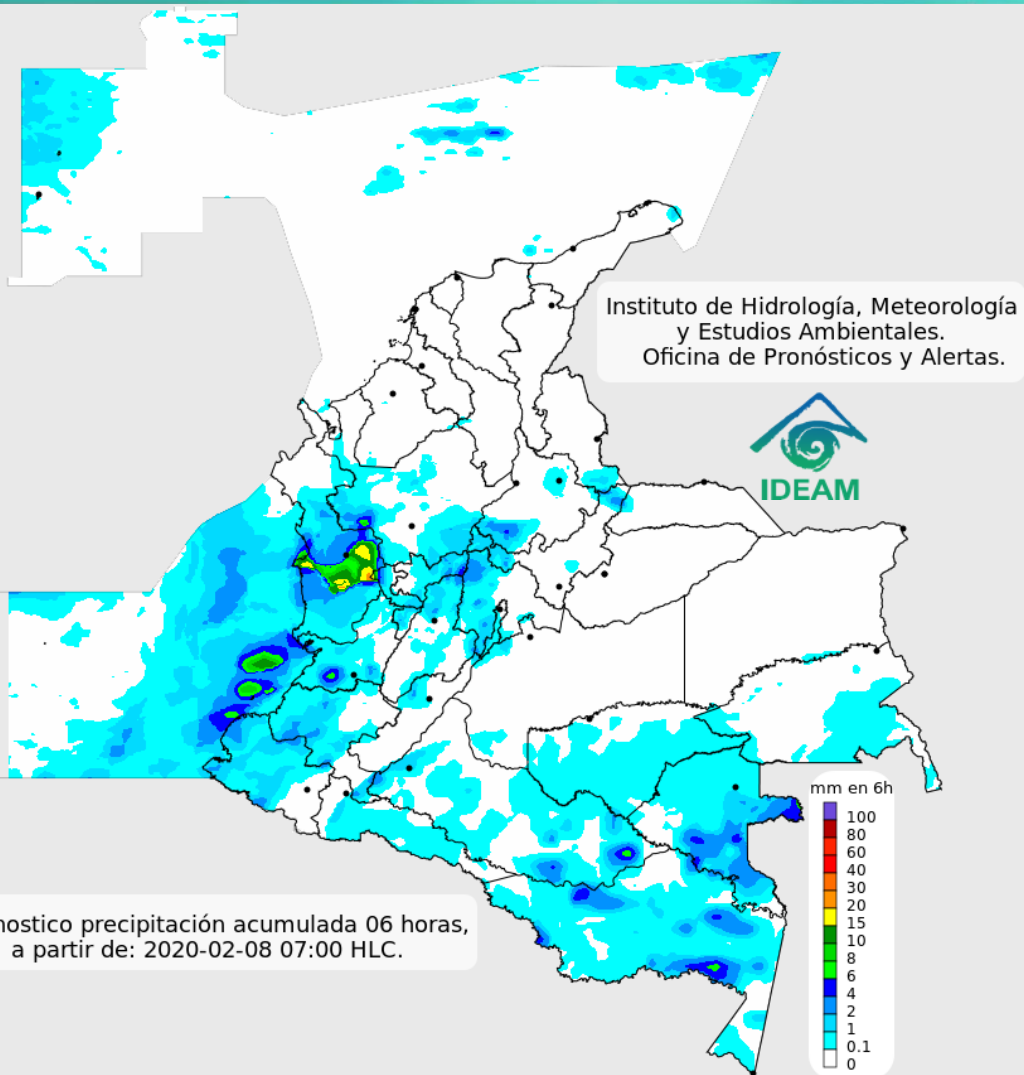 Instituto de Hidrología, Meteorología
y Estudios Ambientales.
Oficina de Pronósticos y Alertas.
IDEAM
mm en 6h
100
80
60
40
30
20
15
10
8
6
4
2
1
0.1
0
nostico precipitación acumulada 06 horas,
a partir de: 2020-02-08 07:00 HLC.